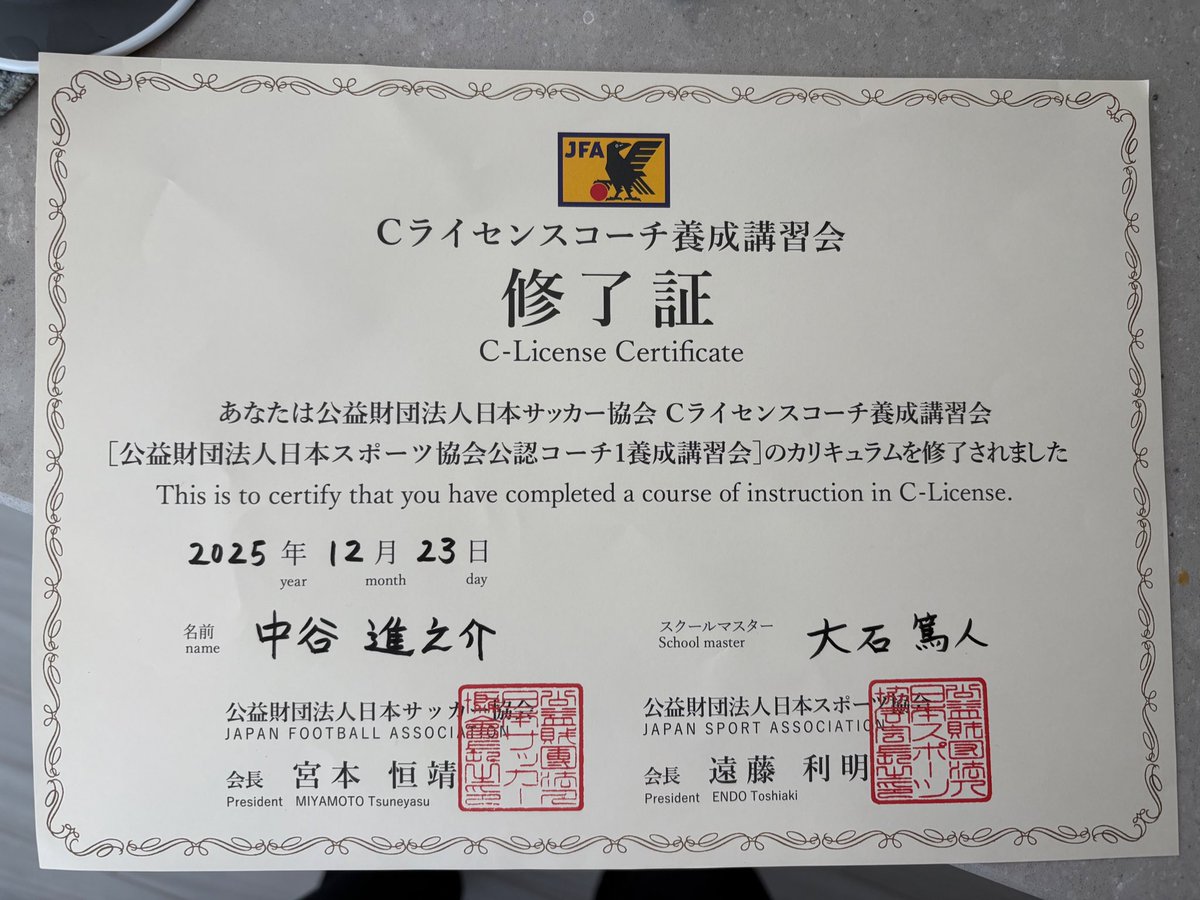 JFA
Cライセンスコーチ養成講習会
修了証
C-License Certificate
あなたは公益財団法人日本サッカー協会 Cライセンスコーチ養成講習会
[公益財団法人日本スポーツ協会公認コーチ1養成講習会]のカリキュラムを修了されました
This is to certify that you have completed a course of instruction in C-License.
2025 年 12 月 23 日
year month day
名前 中谷 進之介
name
スクールマスター 大石 篤人
School master
公益財団法人日本サッカー協会
JAPAN FOOTBALL ASSOCIATION
会長 宮本 恒靖
President MIYAMOTO Tsuneyasu
公益財団法人日本スポーツ協会
JAPAN SPORT ASSOCIATION
会長 遠藤 利明
President ENDO Toshiaki